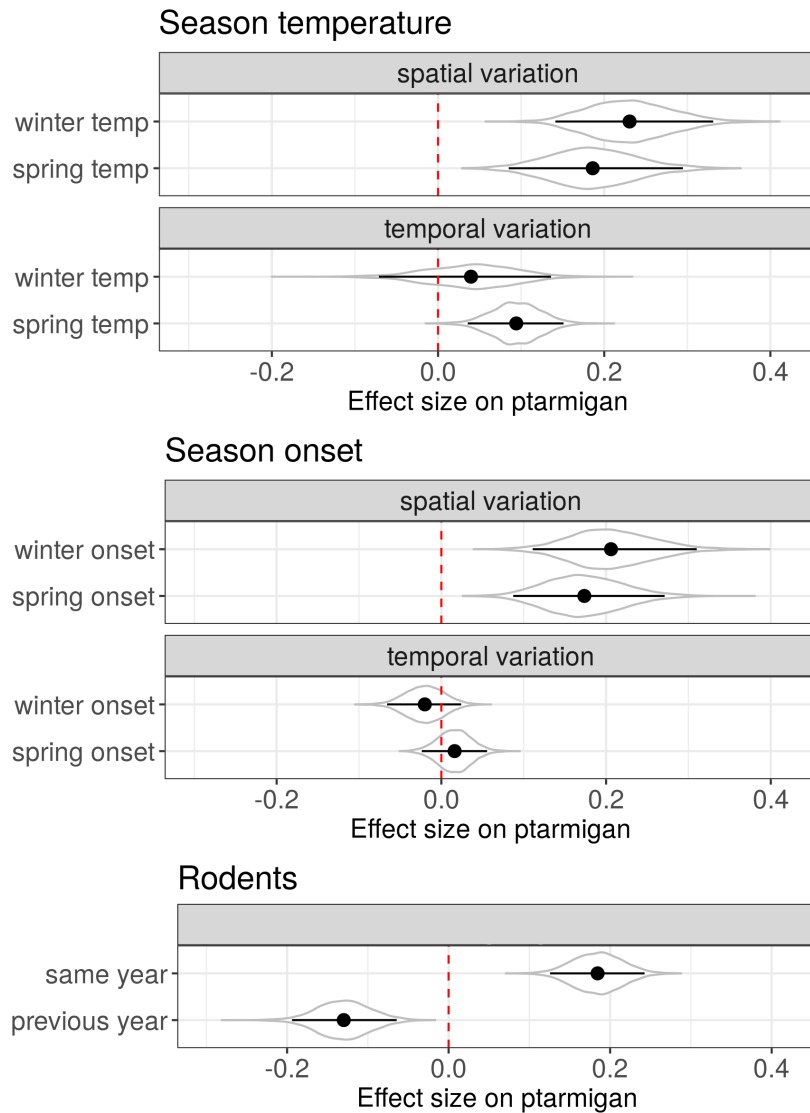 Season temperature
spatial variation
winter temp
spring temp
temporal variation
winter temp
spring temp
-0.2 0.0 0.2 0.4
Effect size on ptarmigan
Season onset
spatial variation
winter onset
spring onset
temporal variation
winter onset
spring onset
-0.2 0.0 0.2 0.4
Effect size on ptarmigan
Rodents
same year
previous year
-0.2 0.0 0.2 0.4
Effect size on ptarmigan